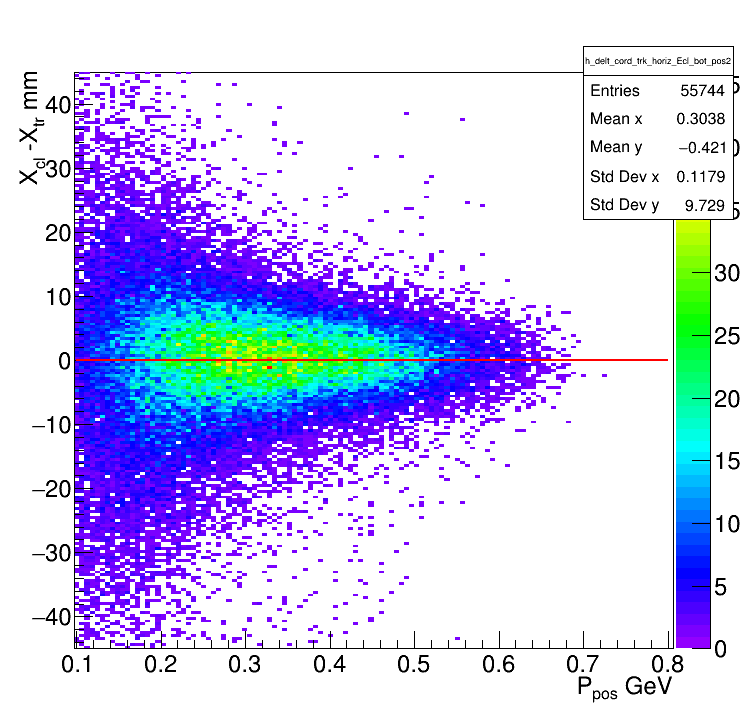 h_delt_cord_trk_horiz_Ecl_bot_pos2
Entries 55744
Mean x 0.3038
Mean y −0.421
Std Dev x 0.1179
Std Dev y 9.729
X_cl -X_tr mm
40
30
20
10
0
−10
−20
−30
−40
0.1 0.2 0.3 0.4 0.5 0.6 0.7 0.8
P_pos GeV
30
25
20
15
10
5
0